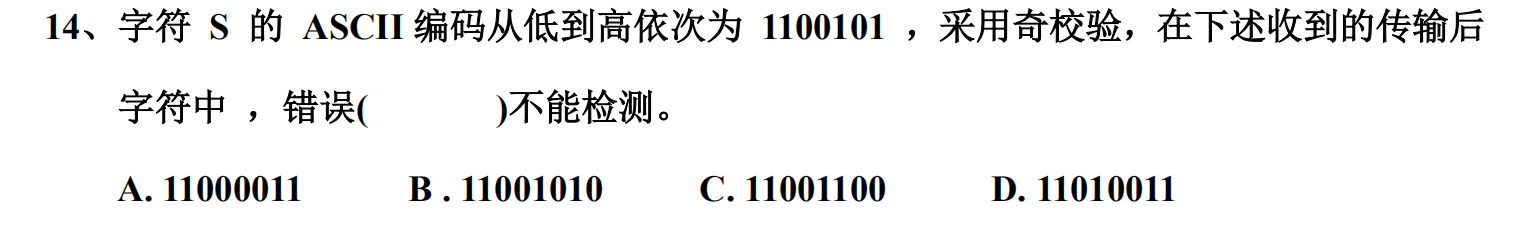 14、字符 S 的 ASCII 编码从低到高依次为 1100101 ，采用奇校验，在下述收到的传输后
字符中 ，错误( )不能检测。
A. 11000011 B . 11001010 C. 11001100 D. 11010011